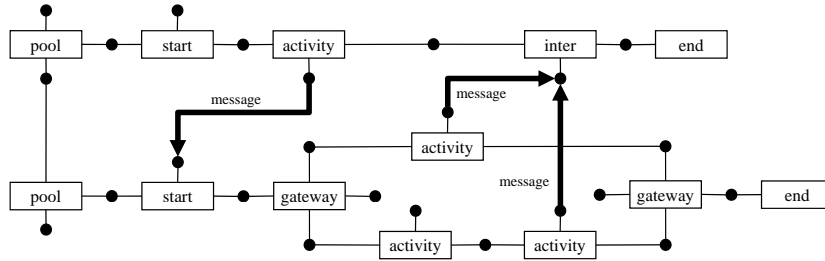 pool start activity inter end
message message
activity
message
pool start gateway gateway end
activity activity